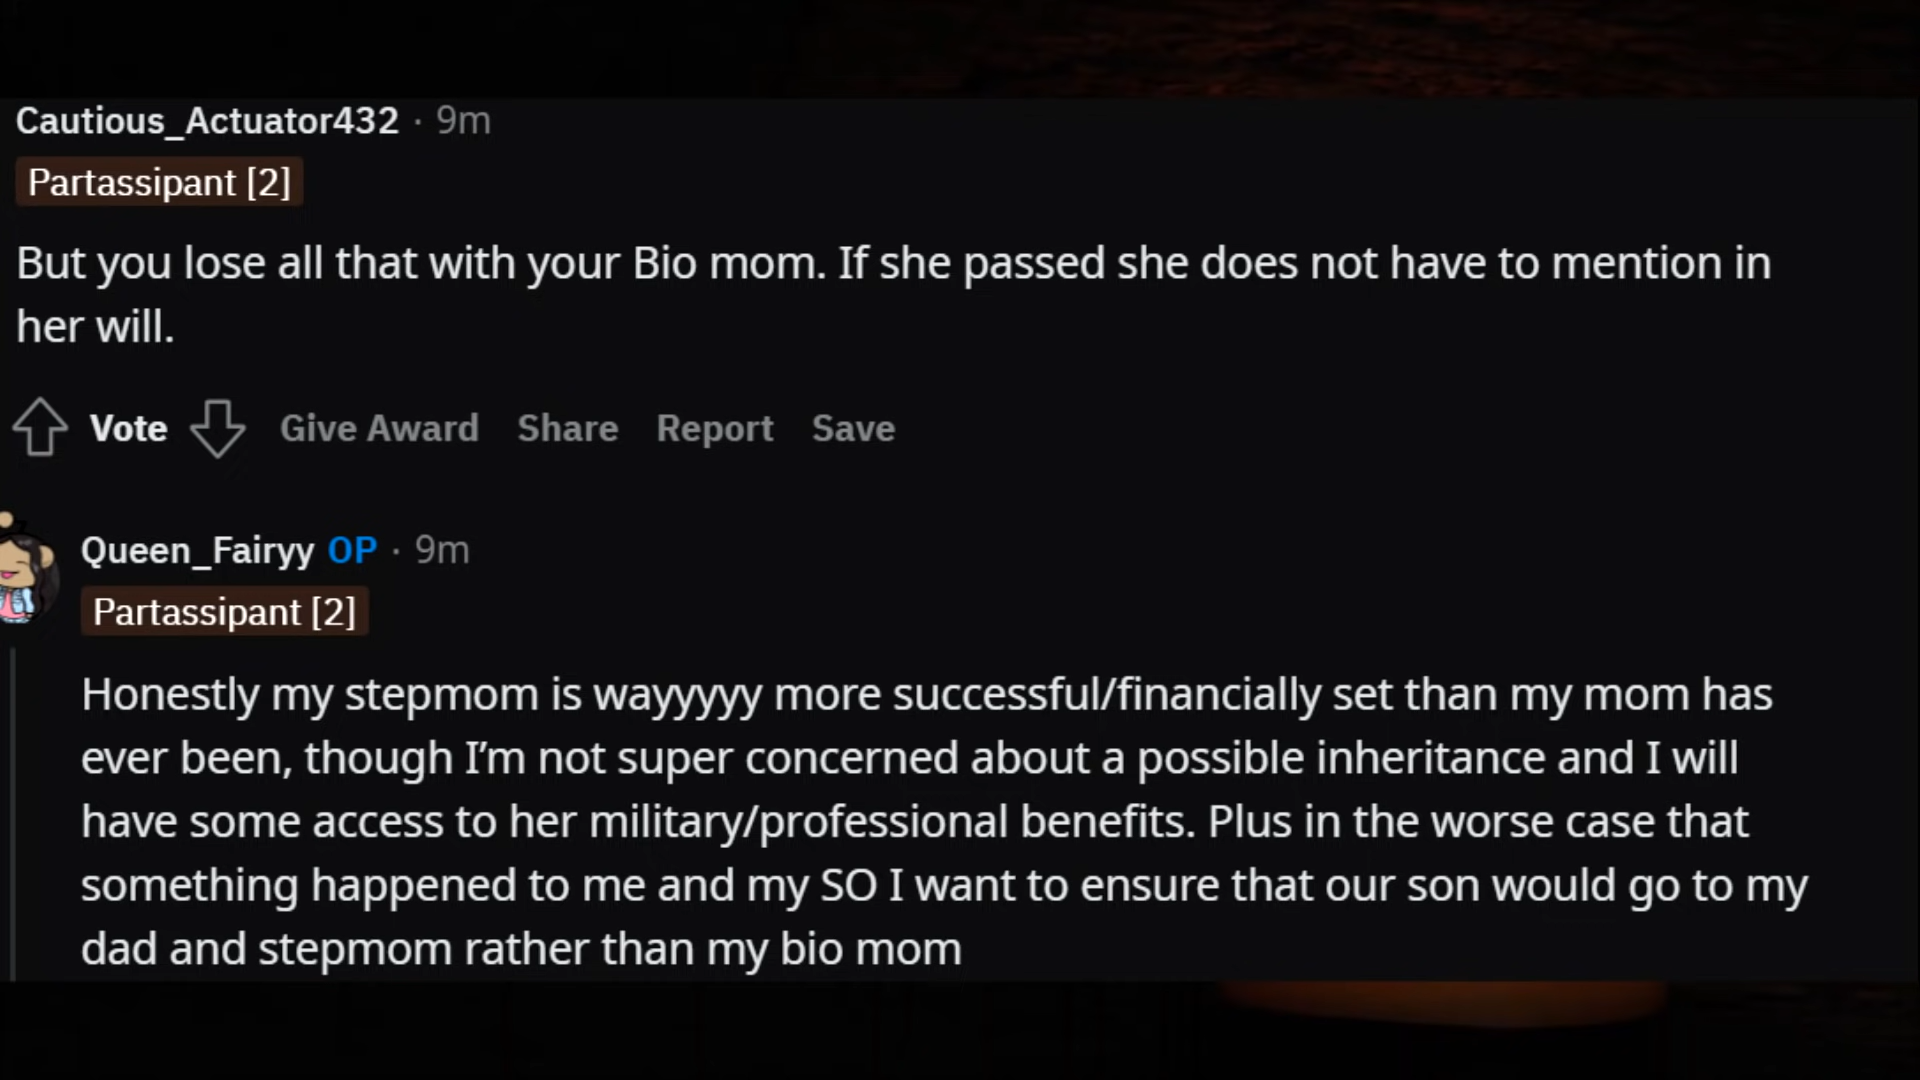 Cautious_Actuator432 · 9m
Partassipant [2]
But you lose all that with your Bio mom. If she passed she does not have to mention in
her will.
Vote Give Award Share Report Save
Queen_Fairyy OP · 9m
Partassipant [2]
Honestly my stepmom is wayyyyy more successful/financially set than my mom has
ever been, though I’m not super concerned about a possible inheritance and I will
have some access to her military/professional benefits. Plus in the worse case that
something happened to me and my SO I want to ensure that our son would go to my
dad and stepmom rather than my bio mom